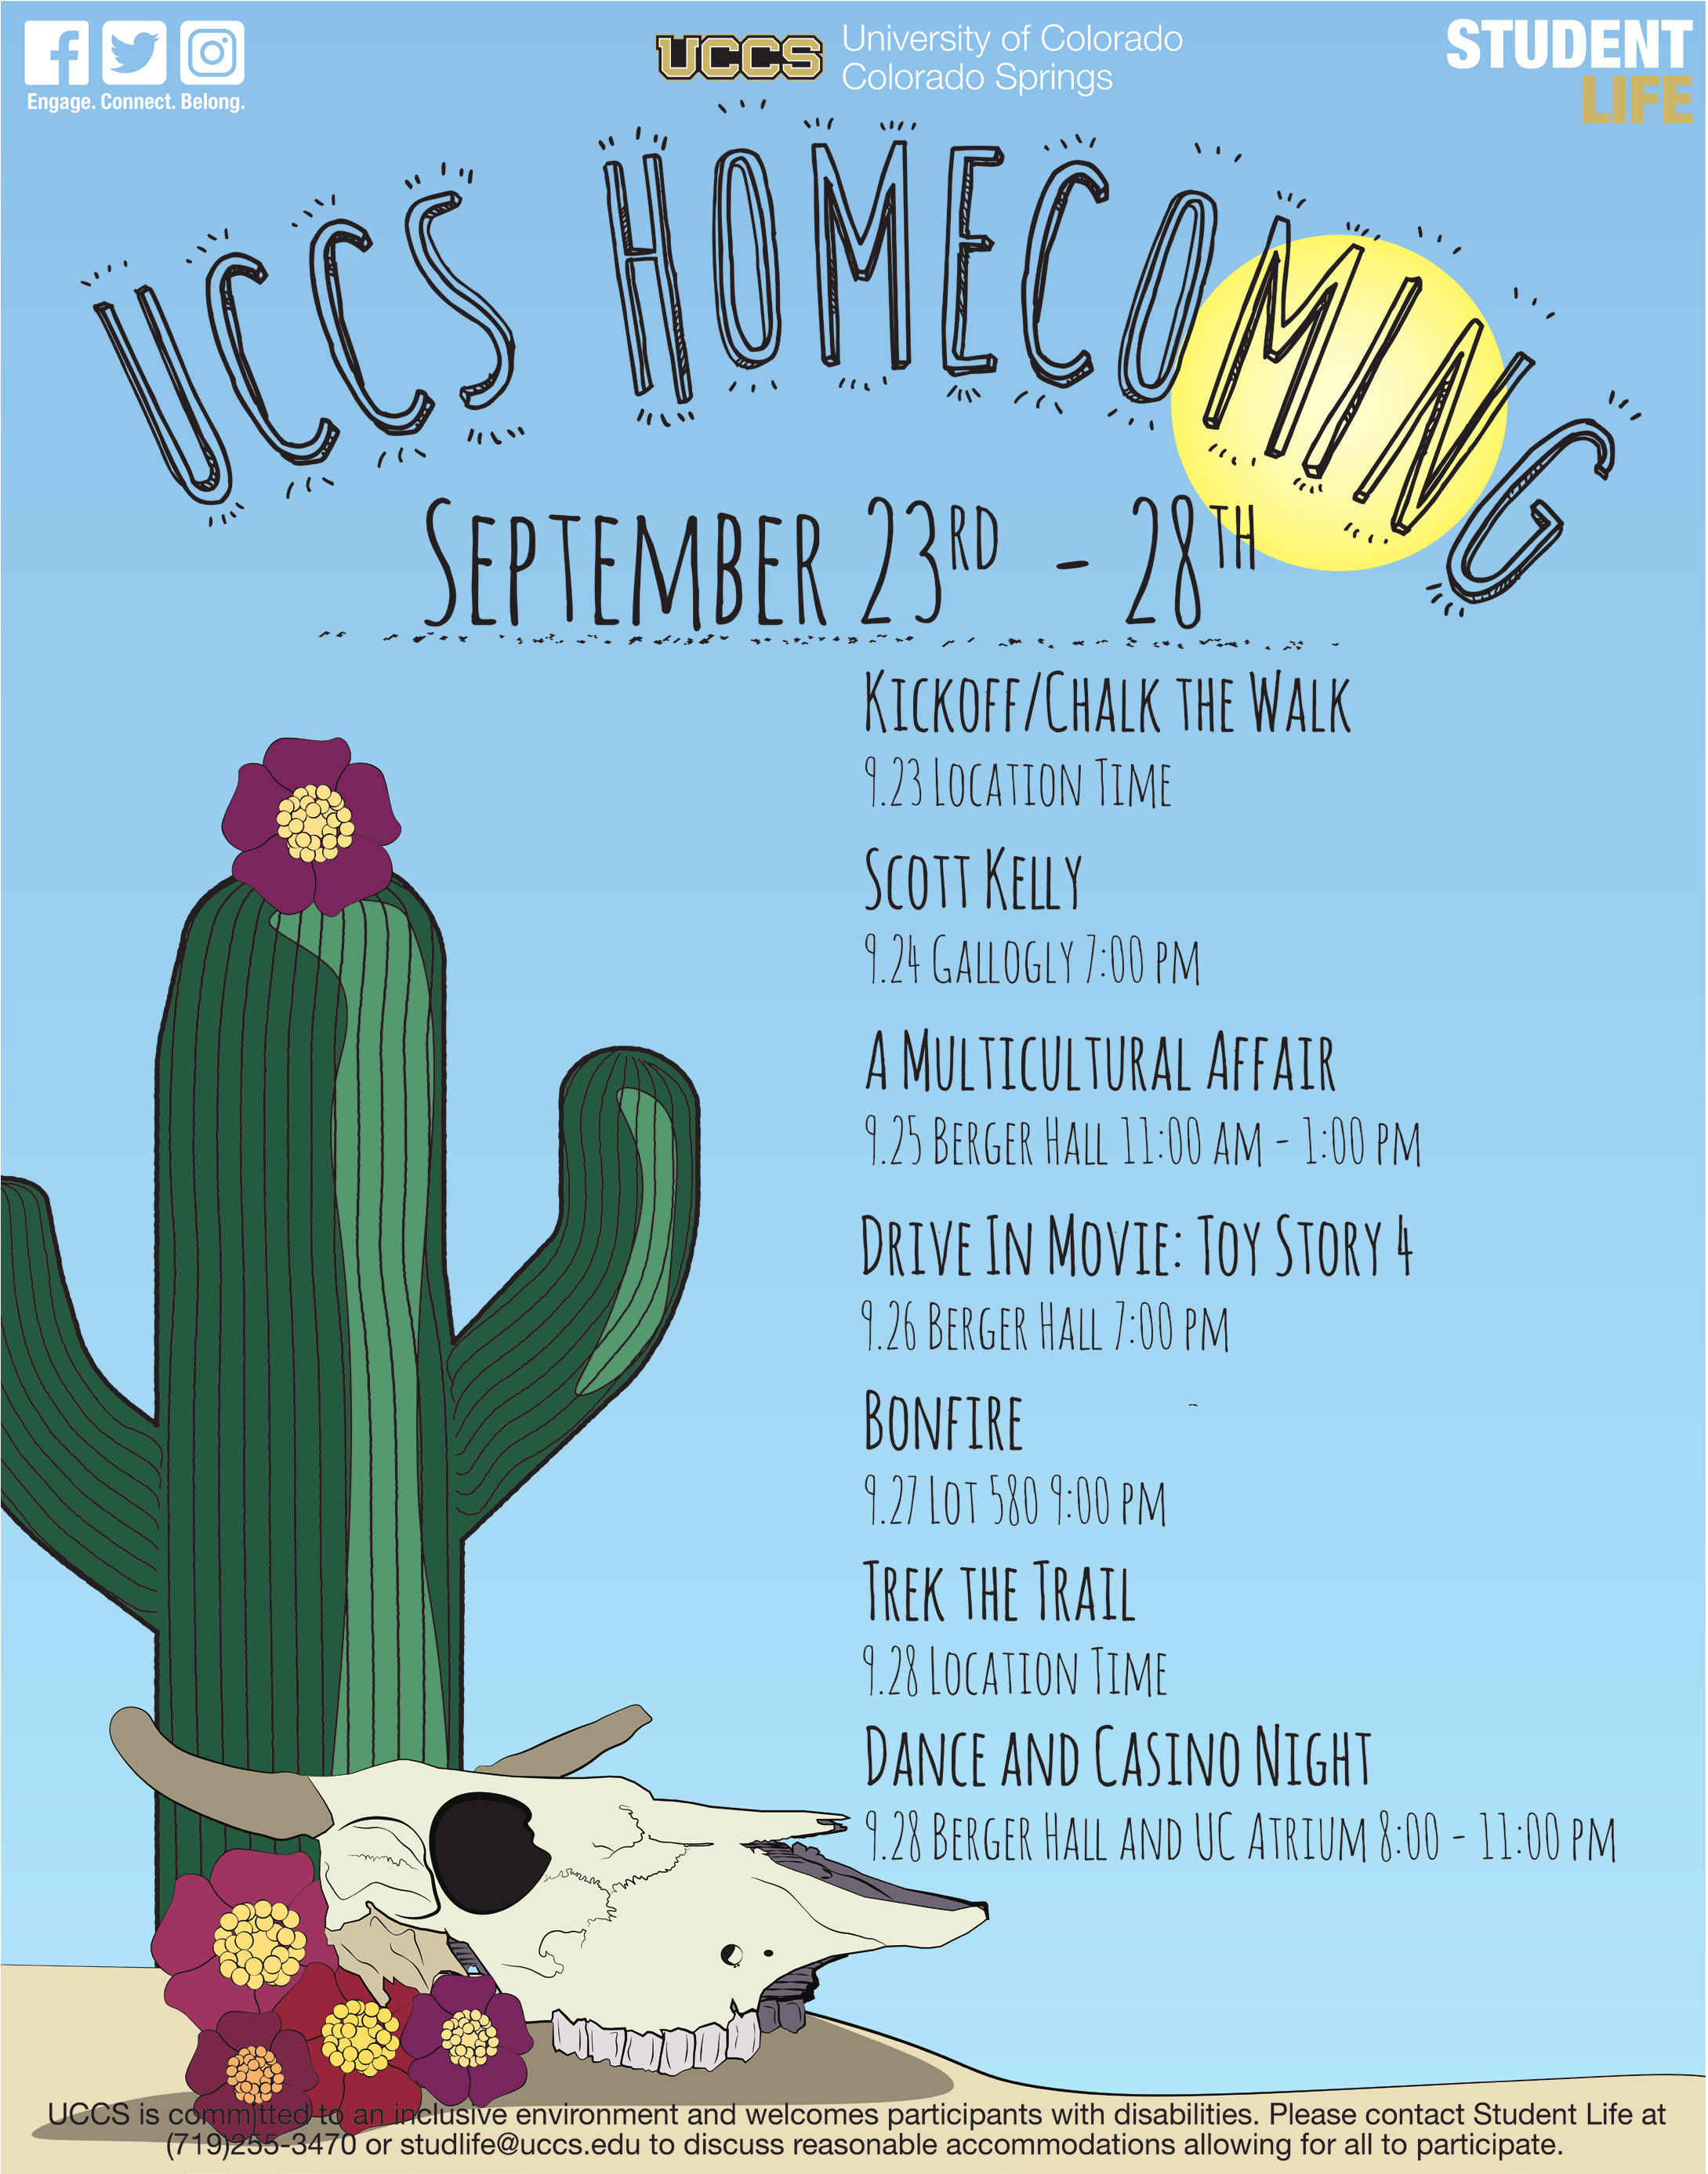 Engage. Connect. Belong.
UCCS
University of Colorado
Colorado Springs
STUDENT
LIFE
UCCS HOMECOMING
SEPTEMBER 23RD - 28TH
KICKOFF/CHALK THE WALK
9.23 LOCATION TIME
SCOTT KELLY
9.24 GALLOGLY 7:00 PM
A MULTICULTURAL AFFAIR
9.25 BERGER HALL 11:00 AM - 1:00 PM
DRIVE IN MOVIE: TOY STORY 4
9.26 BERGER HALL 7:00 PM
BONFIRE
9.27 LOT 580 9:00 PM
TREK THE TRAIL
9.28 LOCATION TIME
DANCE AND CASINO NIGHT
9.28 BERGER HALL AND UC ATRIUM 8:00 - 11:00 PM
UCCS is committed to an inclusive environment and welcomes participants with disabilities. Please contact Student Life at
(719)255-3470 or studlife@uccs.edu to discuss reasonable accommodations allowing for all to participate.